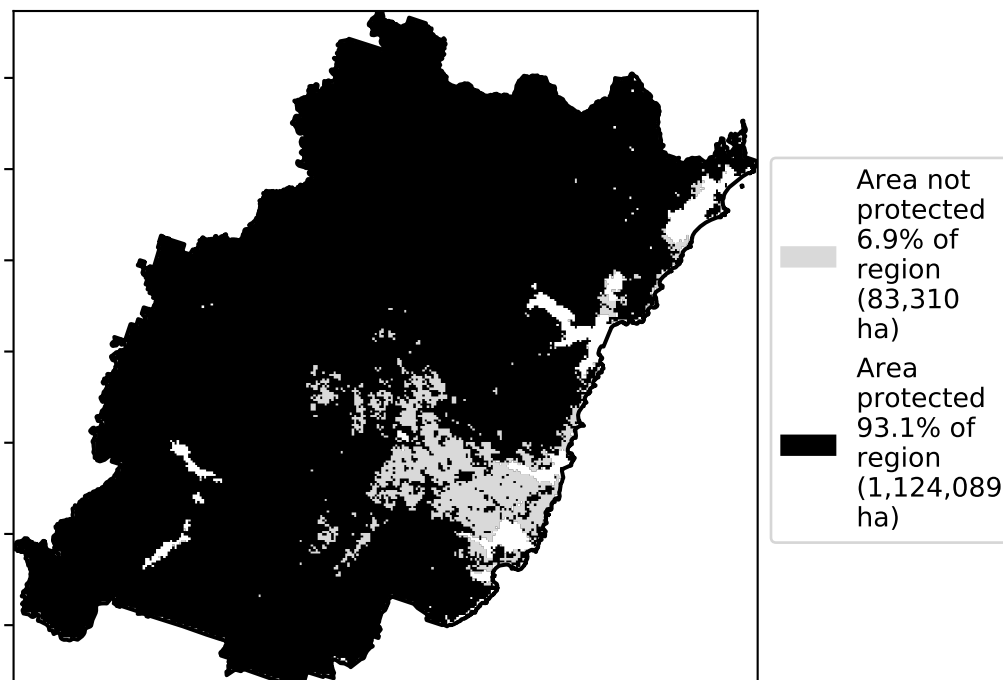 Area not
protected
6.9% of
region
(83,310
ha)
Area
protected
93.1% of
region
(1,124,089
ha)